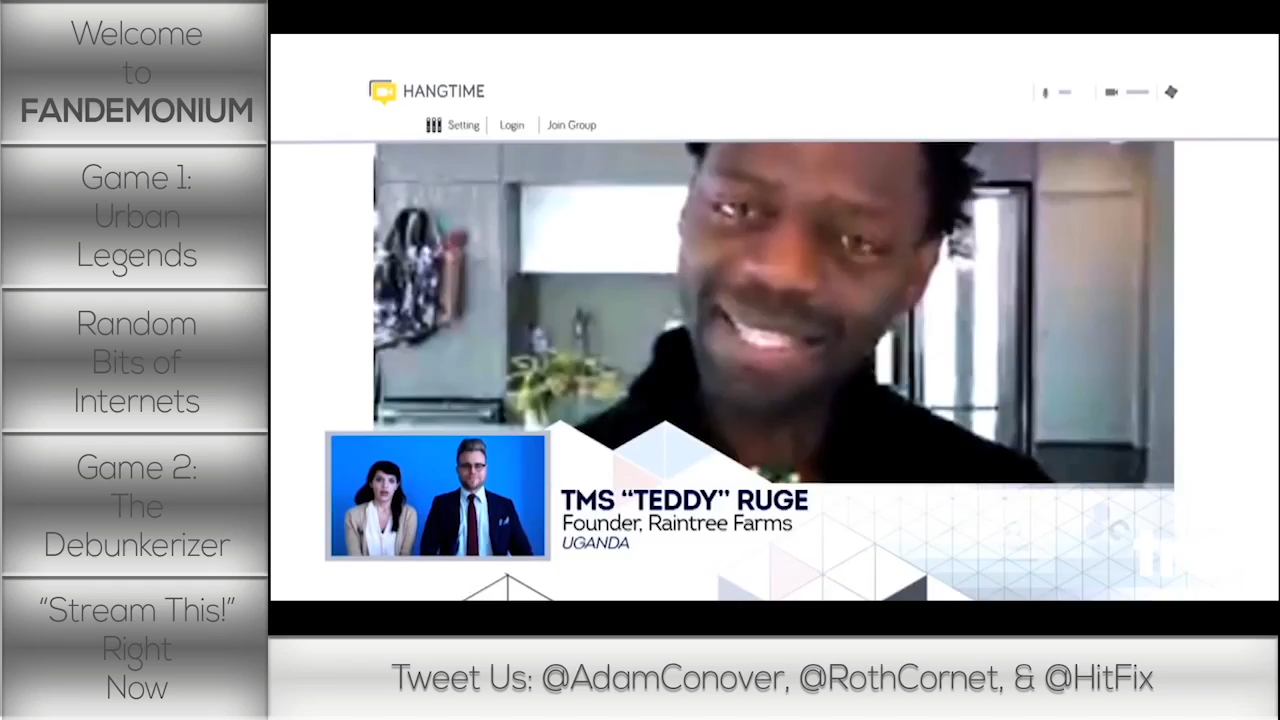 Welcome
to
FANDEMONIUM
Game 1:
Urban
Legends
Random
Bits of
Internets
Game 2:
The
Debunkerizer
“Stream This!”
Right
Now
HANGTIME
Setting
Login
Join Group
TMS “TEDDY” RUGE
Founder, Raintree Farms
UGANDA
Tweet Us: @AdamConover, @RothCornet, & @HitFix